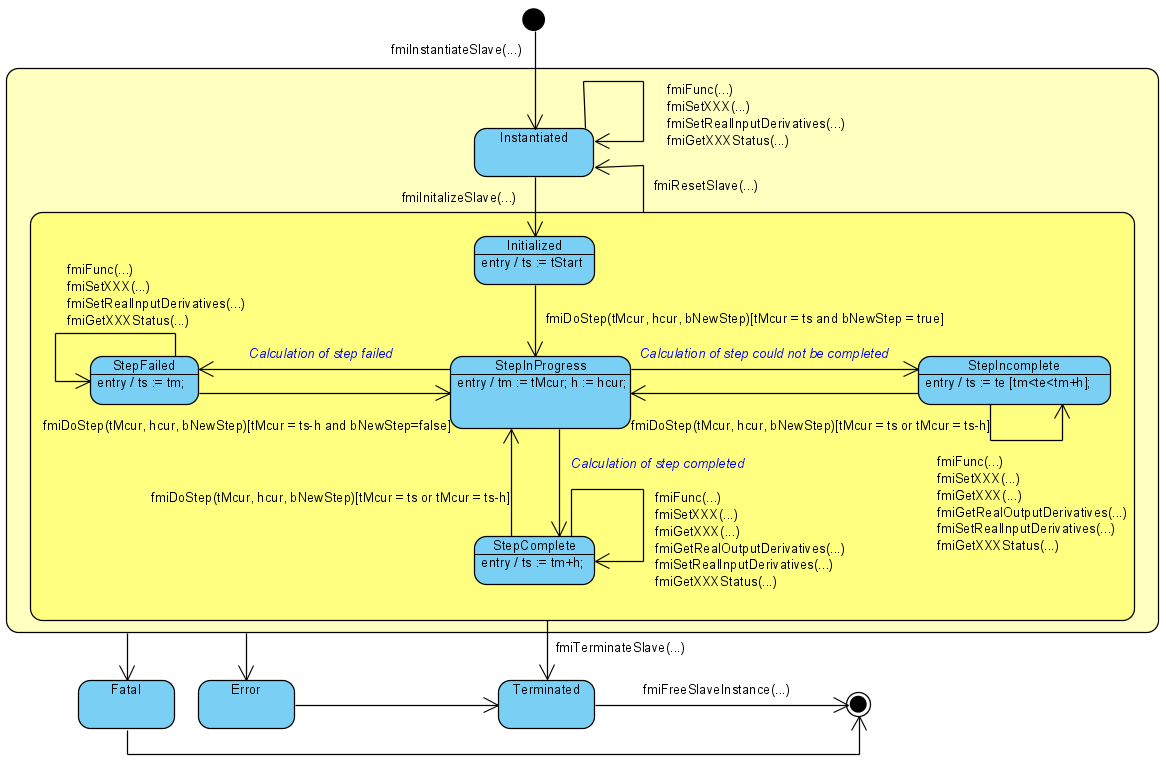 fmiInstantiateSlave(...)
fmiFunc(...)
fmiSetXXX(...)
fmiSetRealInputDerivatives(...)
fmiGetXXXStatus(...)
Instantiated
fmiResetSlave(...)
fmiInitalizeSlave(...)
Initialized
entry / ts := tStart
fmiFunc(...)
fmiSetXXX(...)
fmiSetRealInputDerivatives(...)
fmiGetXXXStatus(...)
fmiDoStep(tMcur, hcur, bNewStep)[tMcur = ts and bNewStep = true]
Calculation of step failed
Calculation of step could not be completed
StepFailed
entry / ts := tm;
StepInProgress
entry / tm := tMcur; h := hcur;
StepIncomplete
entry / ts := te [tm<te<tm+h];
fmiDoStep(tMcur, hcur, bNewStep)[tMcur = ts-h and bNewStep=false]
fmiDoStep(tMcur, hcur, bNewStep)[tMcur = ts or tMcur = ts-h]
Calculation of step completed
fmiFunc(...)
fmiSetXXX(...)
fmiGetXXX(...)
fmiGetRealOutputDerivatives(...)
fmiSetRealInputDerivatives(...)
fmiGetXXXStatus(...)
fmiDoStep(tMcur, hcur, bNewStep)[tMcur = ts or tMcur = ts-h]
fmiFunc(...)
fmiSetXXX(...)
fmiGetXXX(...)
fmiGetRealOutputDerivatives(...)
fmiSetRealInputDerivatives(...)
fmiGetXXXStatus(...)
StepComplete
entry / ts := tm+h;
fmiTerminateSlave(...)
Fatal
Error
Terminated
fmiFreeSlaveInstance(...)